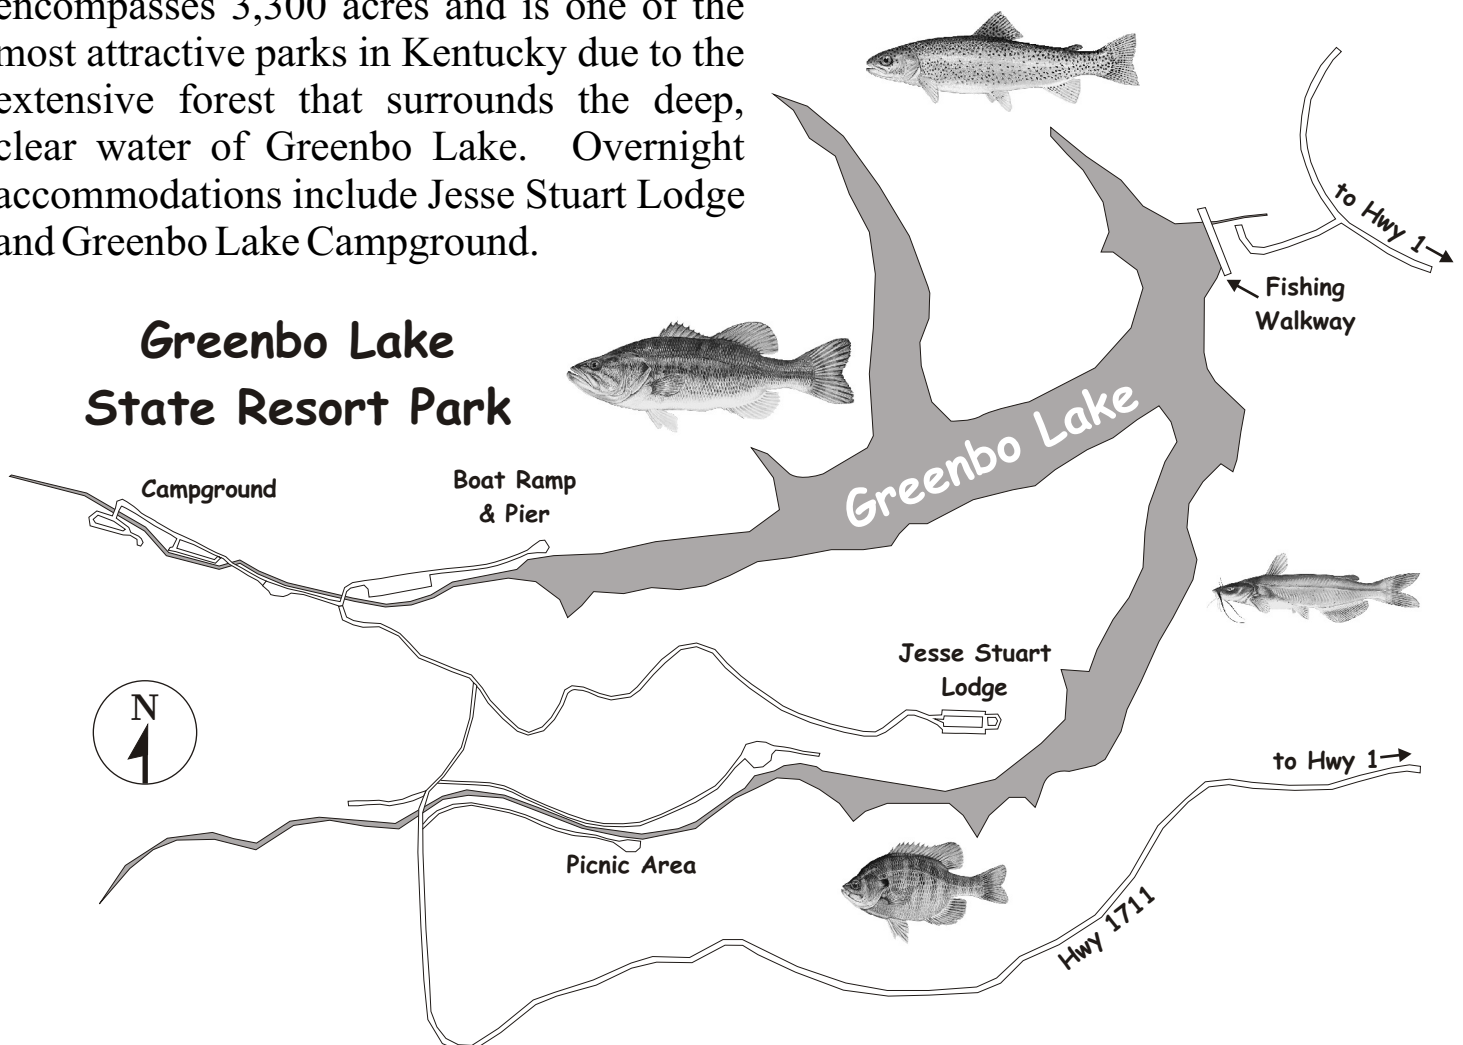 encompasses 3,300 acres and is one of the
most attractive parks in Kentucky due to the
extensive forest that surrounds the deep,
clear water of Greenbo Lake. Overnight
accommodations include Jesse Stuart Lodge
and Greenbo Lake Campground.
to Hwy 1
Fishing
Walkway
Greenbo Lake
State Resort Park
Greenbo Lake
Campground
Boat Ramp
& Pier
Jesse Stuart
Lodge
N
to Hwy 1
Picnic Area
Hwy 1711